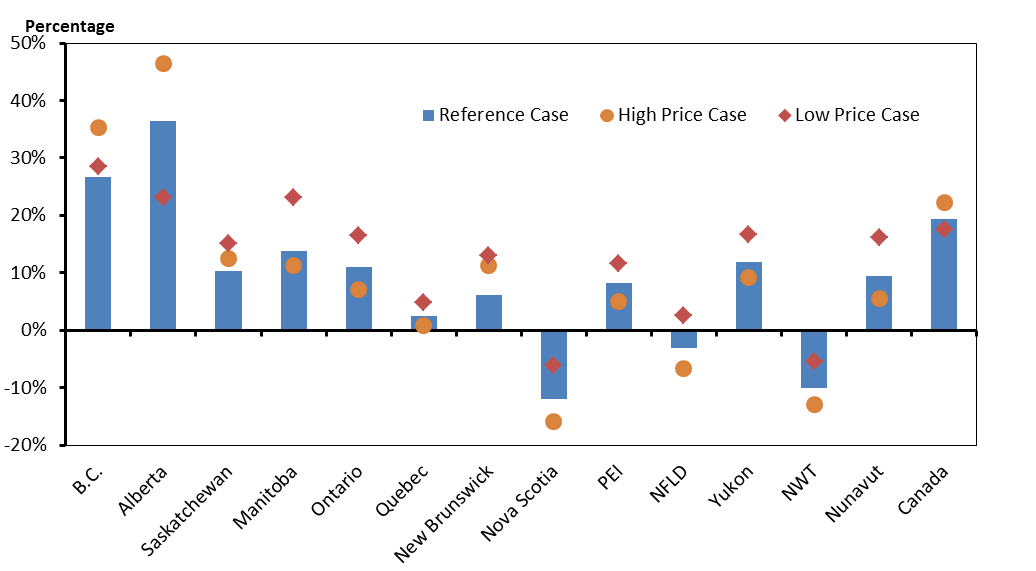 Percentage
50%
40%
30%
20%
10%
0%
-10%
-20%
Reference Case
High Price Case
Low Price Case
B.C.
Alberta
Saskatchewan
Manitoba
Ontario
Quebec
New Brunswick
Nova Scotia
PEI
NFLD
Yukon
NWT
Nunavut
Canada